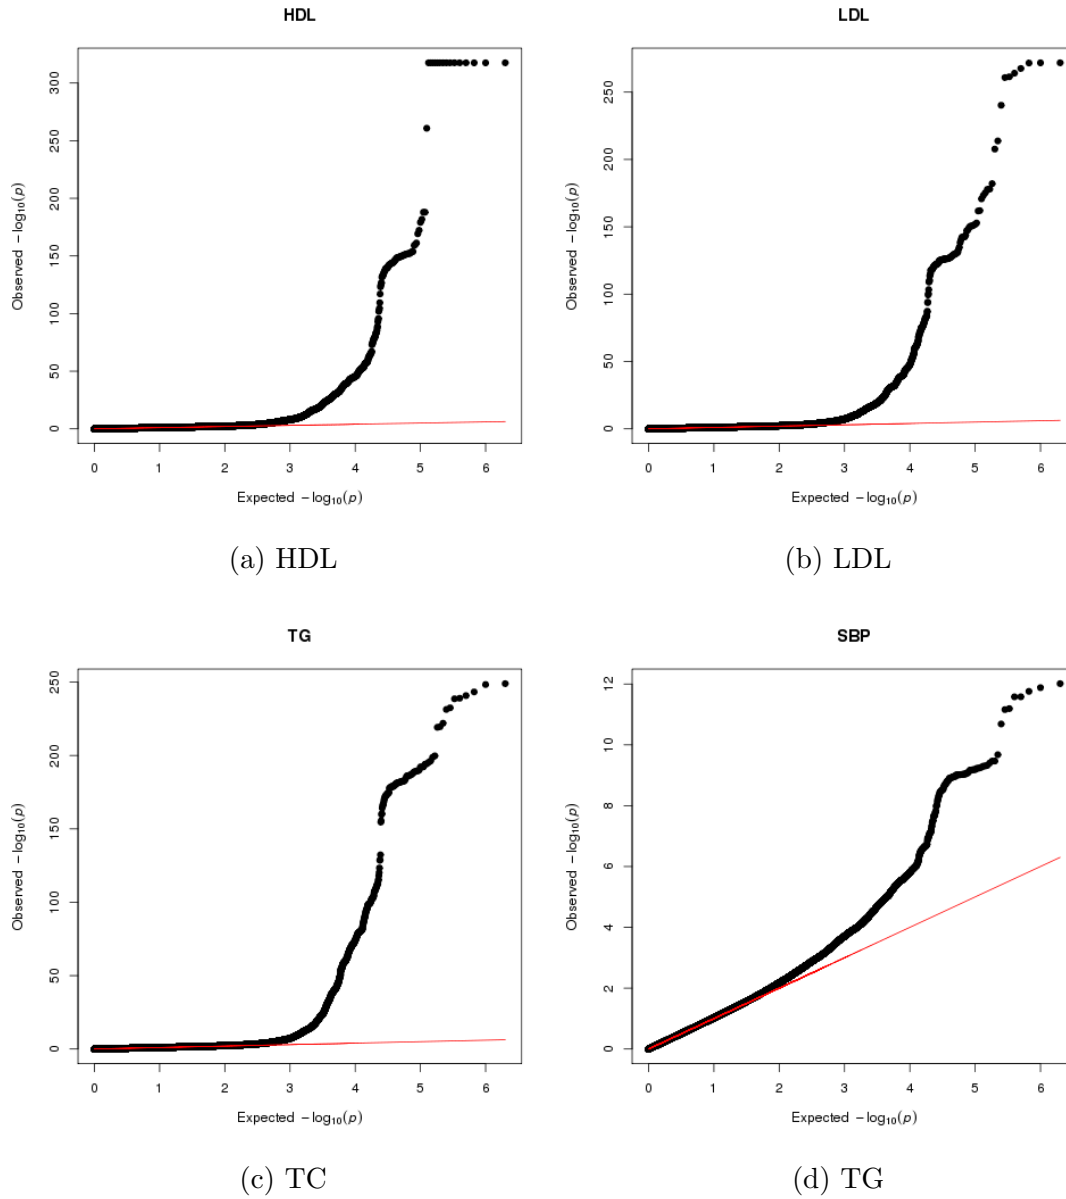 HDL
300
250
200
150
100
50
0
Observed −log₁₀(p)
0 1 2 3 4 5 6
Expected −log₁₀(p)
(a) HDL
LDL
250
200
150
100
50
0
Observed −log₁₀(p)
0 1 2 3 4 5 6
Expected −log₁₀(p)
(b) LDL
TG
250
200
150
100
50
0
Observed −log₁₀(p)
0 1 2 3 4 5 6
Expected −log₁₀(p)
(c) TC
SBP
12
10
8
6
4
2
0
Observed −log₁₀(p)
0 1 2 3 4 5 6
Expected −log₁₀(p)
(d) TG